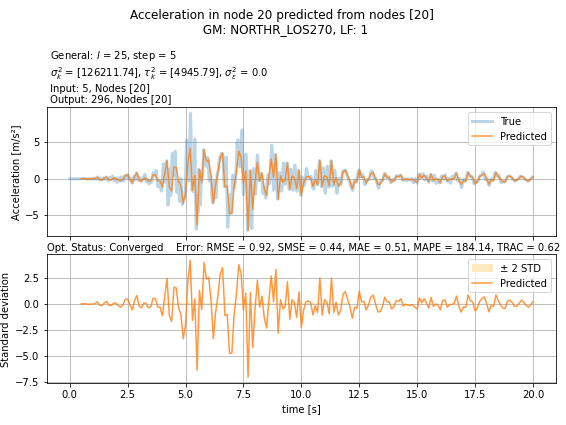 Acceleration in node 20 predicted from nodes [20]
GM: NORTHR_LOS270, LF: 1
General: l = 25, step = 5
σ²ₖ = [126211.74], τ²ₖ = [4945.79], σ²ₑ = 0.0
Input: 5, Nodes [20]
Output: 296, Nodes [20]
Acceleration [m/s²]
5
0
−5
True
Predicted
Opt. Status: Converged Error: RMSE = 0.92, SMSE = 0.44, MAE = 0.51, MAPE = 184.14, TRAC = 0.62
Standard deviation
2.5
0.0
−2.5
−5.0
−7.5
± 2 STD
Predicted
0.0 2.5 5.0 7.5 10.0 12.5 15.0 17.5 20.0
time [s]